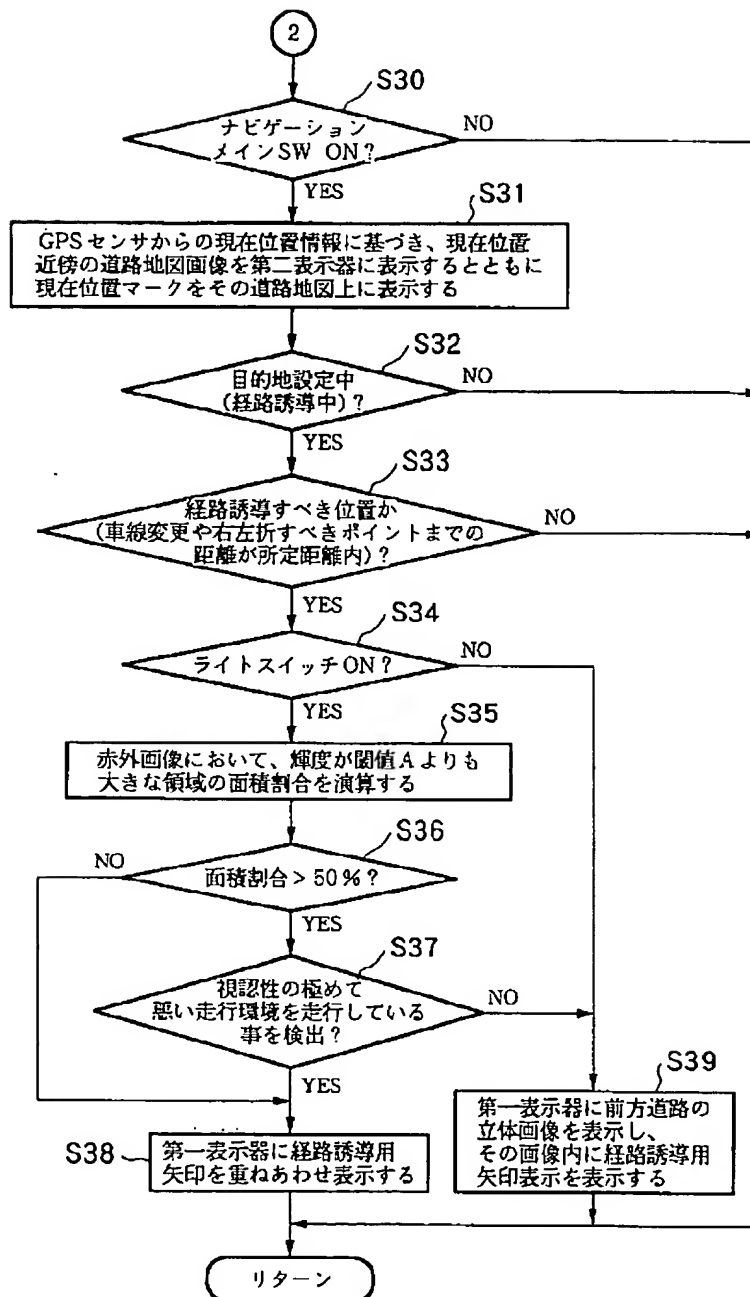 2
S30
ナビゲーション
メインSW ON?
NO
YES
S31
GPSセンサからの現在位置情報に基づき、現在位置
近傍の道路地図画像を第二表示器に表示するとともに
現在位置マークをその道路地図上に表示する
S32
目的地設定中
(経路誘導中)?
NO
YES
S33
経路誘導すべき位置か
(車線変更や右左折すべきポイントまでの
距離が所定距離内)?
NO
YES
S34
ライトスイッチON?
NO
YES
S35
赤外画像において、輝度が閾値Aよりも
大きな領域の面積割合を演算する
S36
NO
面積割合>50%?
YES
S37
視認性の極めて
悪い走行環境を走行している
事を検出?
NO
YES
S38
第一表示器に経路誘導用
矢印を重ねあわせ表示する
S39
第一表示器に前方道路の
立体画像を表示し、
その画像内に経路誘導用
矢印表示を表示する
リターン